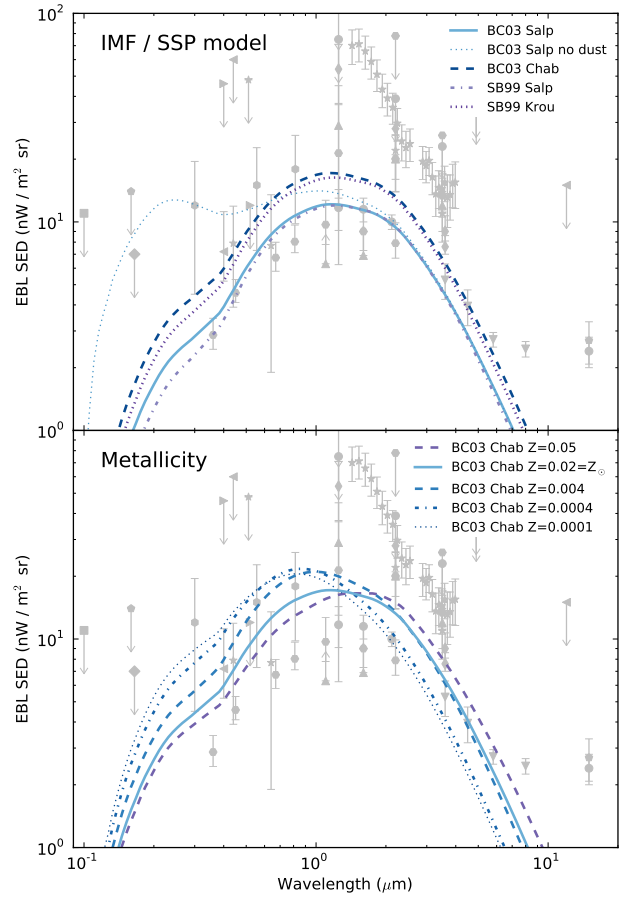 10²
IMF / SSP model
BC03 Salp
BC03 Salp no dust
BC03 Chab
SB99 Salp
SB99 Krou
EBL SED (nW / m² sr)
10¹
10⁰
Metallicity
BC03 Chab Z=0.05
BC03 Chab Z=0.02=Z☉
BC03 Chab Z=0.004
BC03 Chab Z=0.0004
BC03 Chab Z=0.0001
EBL SED (nW / m² sr)
10¹
10⁰
10⁻¹ 10⁰ 10¹
Wavelength (μm)